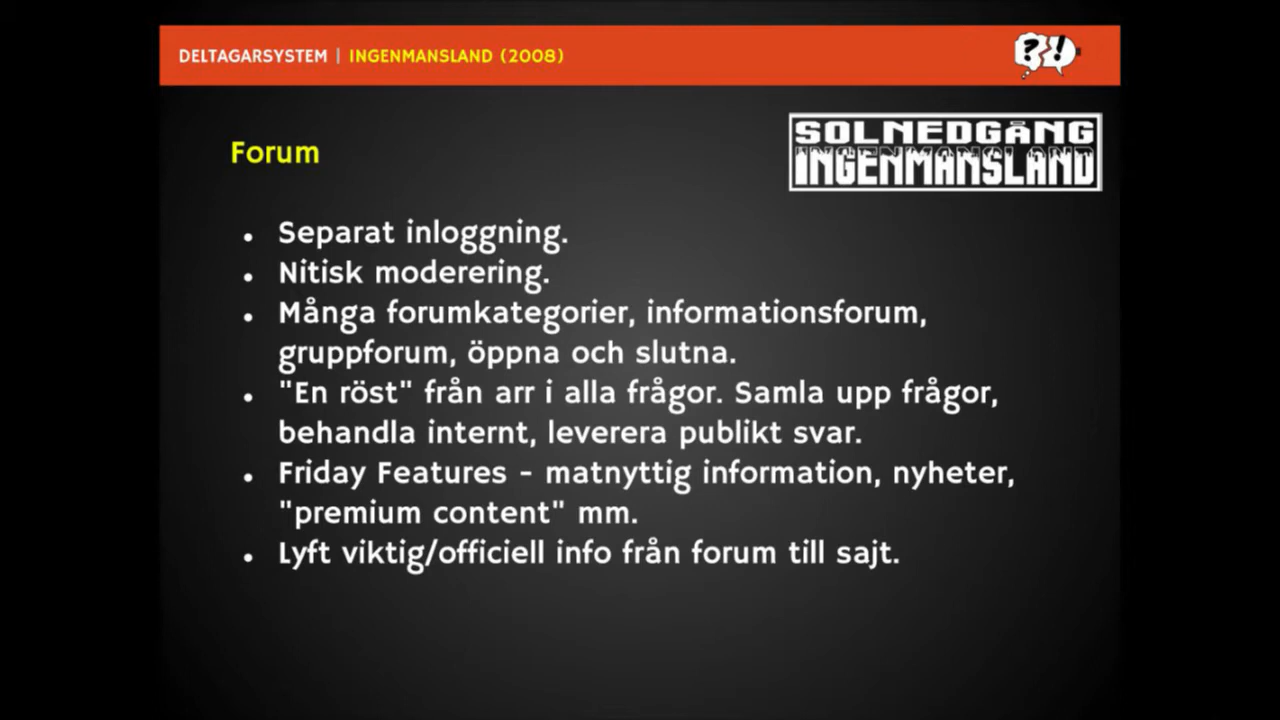 DELTAGARSYSTEM | INGENMANSLAND (2008)
?!
SOLNEDGÅNG
INGENMANSLAND
Forum
• Separat inloggning.
• Nitisk moderering.
• Många forumkategorier, informationsforum,
gruppforum, öppna och slutna.
• "En röst" från arr i alla frågor. Samla upp frågor,
behandla internt, leverera publikt svar.
• Friday Features - matnyttig information, nyheter,
"premium content" mm.
• Lyft viktig/officiell info från forum till sajt.